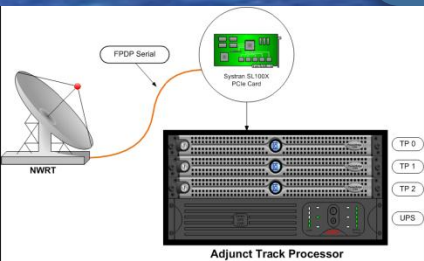 FPDP Serial
Systran SL100X
PCIe Card
NWRT
TP 0
TP 1
TP 2
UPS
Adjunct Track Processor